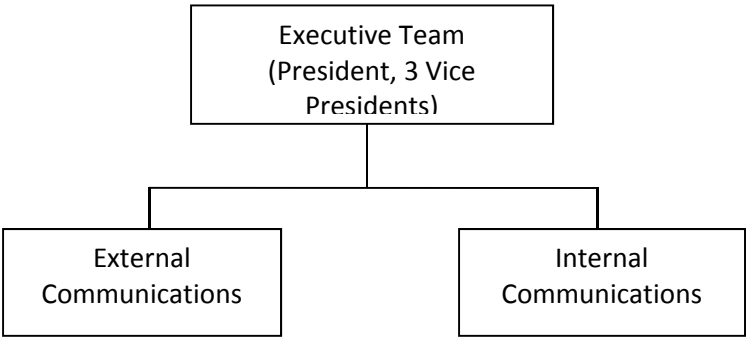 Executive Team
(President, 3 Vice
Presidents)
External
Communications
Internal
Communications